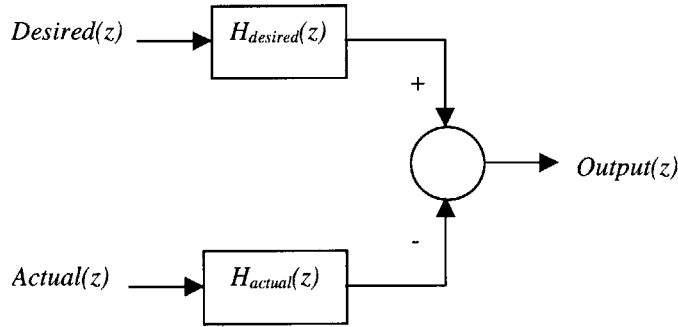 Desired(z)
H_desired(z)
+
Output(z)
-
Actual(z)
H_actual(z)